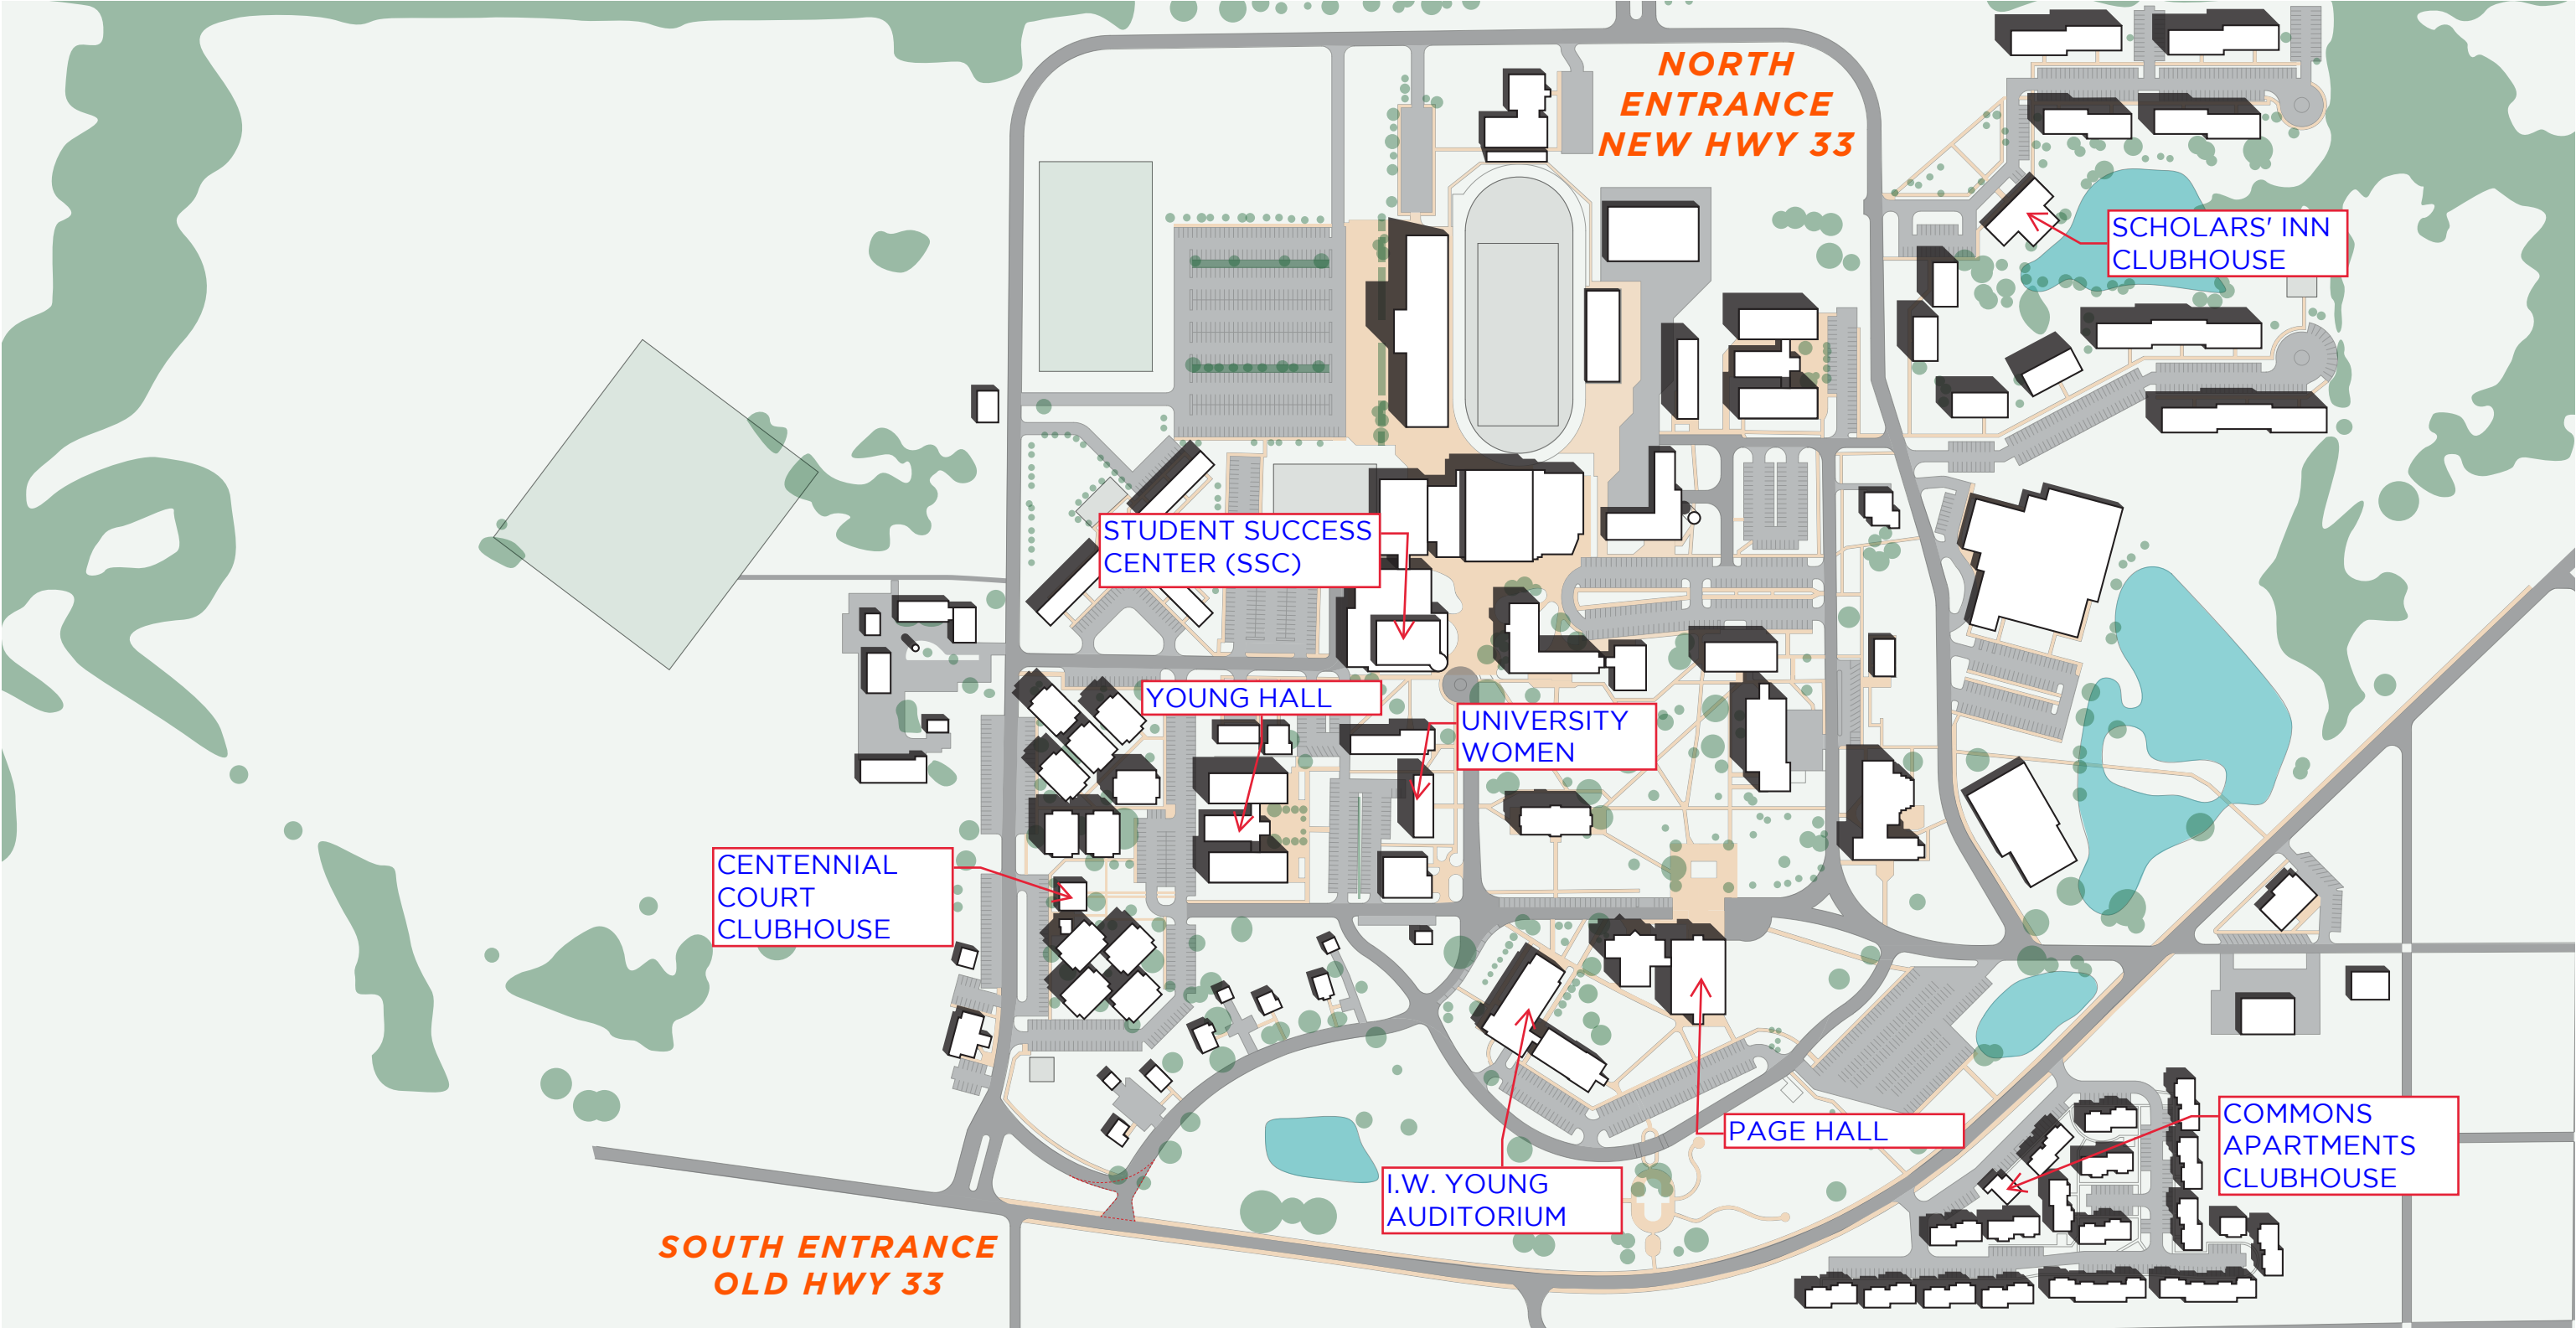 NORTH
ENTRANCE
NEW HWY 33
SCHOLARS' INN
CLUBHOUSE
STUDENT SUCCESS
CENTER (SSC)
YOUNG HALL
UNIVERSITY
WOMEN
CENTENNIAL
COURT
CLUBHOUSE
PAGE HALL
COMMONS
APARTMENTS
CLUBHOUSE
I.W. YOUNG
AUDITORIUM
SOUTH ENTRANCE
OLD HWY 33